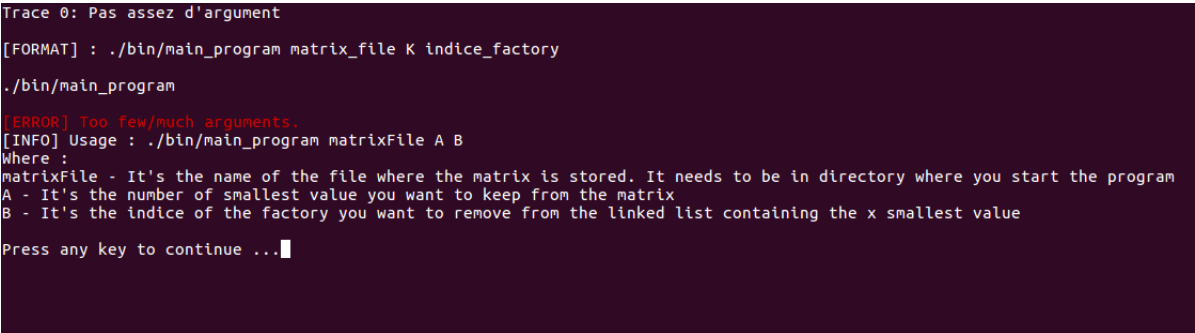 Trace 0: Pas assez d'argument
[FORMAT] : ./bin/main_program matrix_file K indice_factory
./bin/main_program
[ERROR] Too few/much arguments.
[INFO] Usage : ./bin/main_program matrixFile A B
Where :
matrixFile - It's the name of the file where the matrix is stored. It needs to be in directory where you start the program
A - It's the number of smallest value you want to keep from the matrix
B - It's the indice of the factory you want to remove from the linked list containing the x smallest value
Press any key to continue ...